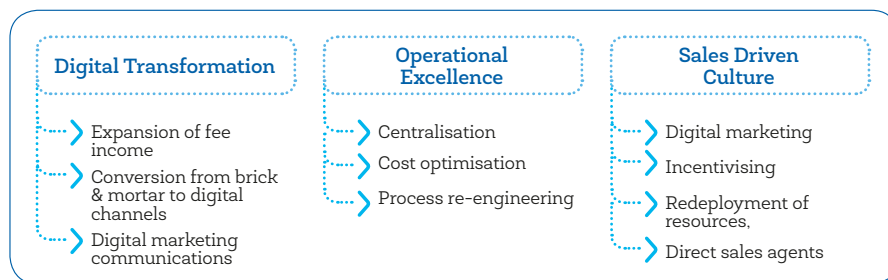 Digital Transformation
Expansion of fee
income
Conversion from brick
& mortar to digital
channels
Digital marketing
communications
Operational
Excellence
Centralisation
Cost optimisation
Process re-engineering
Sales Driven
Culture
Digital marketing
Incentivising
Redeployment of
resources,
Direct sales agents